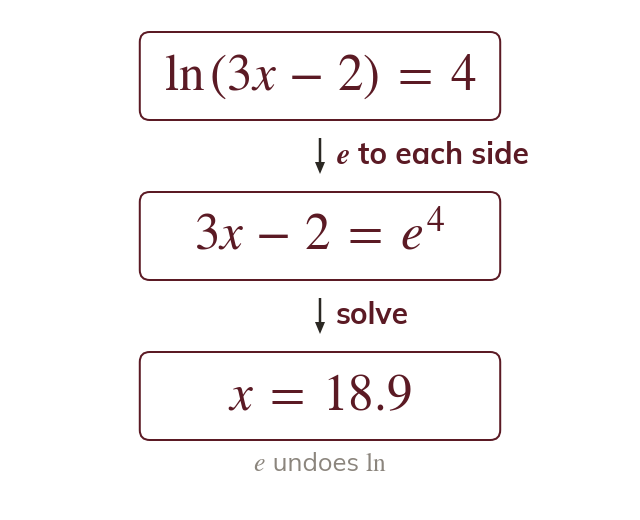 ln(3x − 2) = 4
e to each side
3x − 2 = e⁴
solve
x = 18.9
e undoes ln